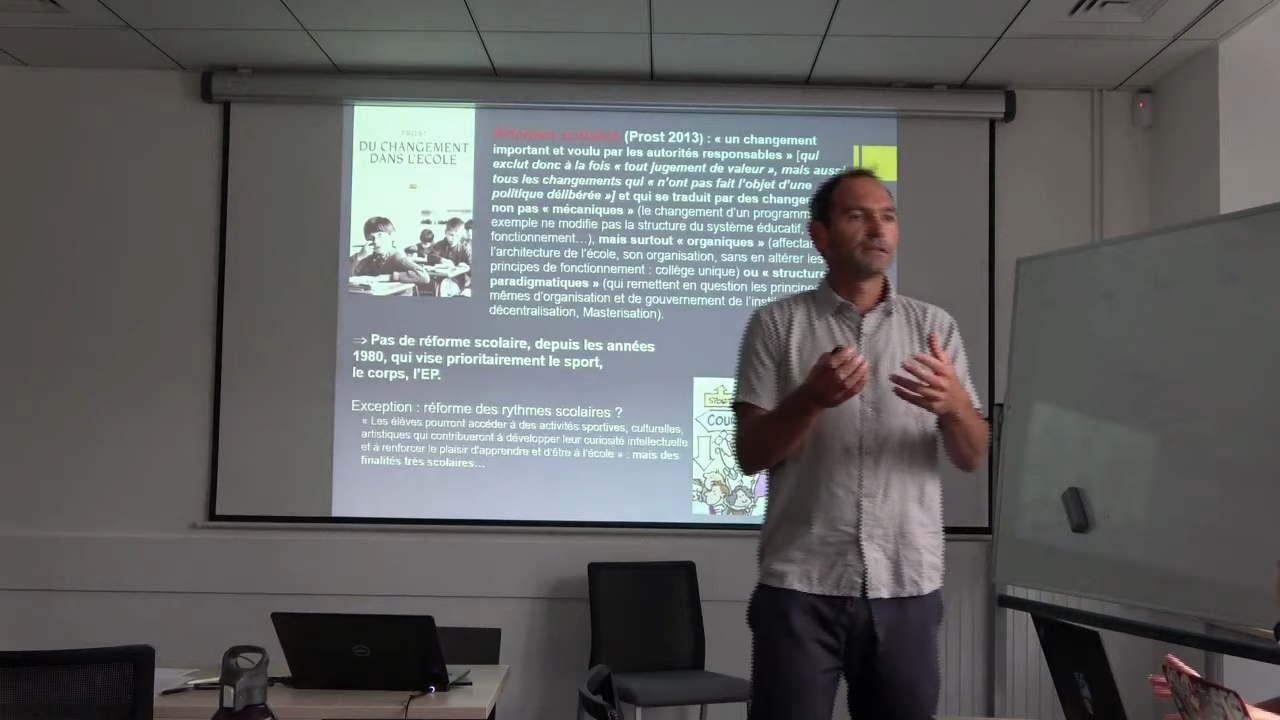 PROST
DU CHANGEMENT
DANS L'ECOLE
Réformes scolaires (Prost 2013) : « un changement
important et voulu par les autorités responsables » [qui
exclut donc à la fois « tout jugement de valeur », mais aussi
tous les changements qui « n'ont pas fait l'objet d'une
politique délibérée »] et qui se traduit par des
non pas « mécaniques » (le changement d'un
exemple ne modifie pas la structure du système éducatif,
fonctionnement…), mais surtout « organiques »
l'architecture de l'école, son organisation, sans en altérer les
principes de fonctionnement : collège unique) ou «
paradigmatiques » (qui remettent en question les
mêmes d'organisation et de gouvernement de
décentralisation, Masterisation).
⇒ Pas de réforme scolaire, depuis les années
1980, qui vise prioritairement le sport,
le corps, l'EP.
Exception : réforme des rythmes scolaires ?
« Les élèves pourront accéder à des activités sportives, culturelles,
artistiques qui contribueront à développer leur curiosité intellectuelle
et à renforcer le plaisir d'apprendre et d'être à l'école » : mais des
finalités très scolaires…
DELL